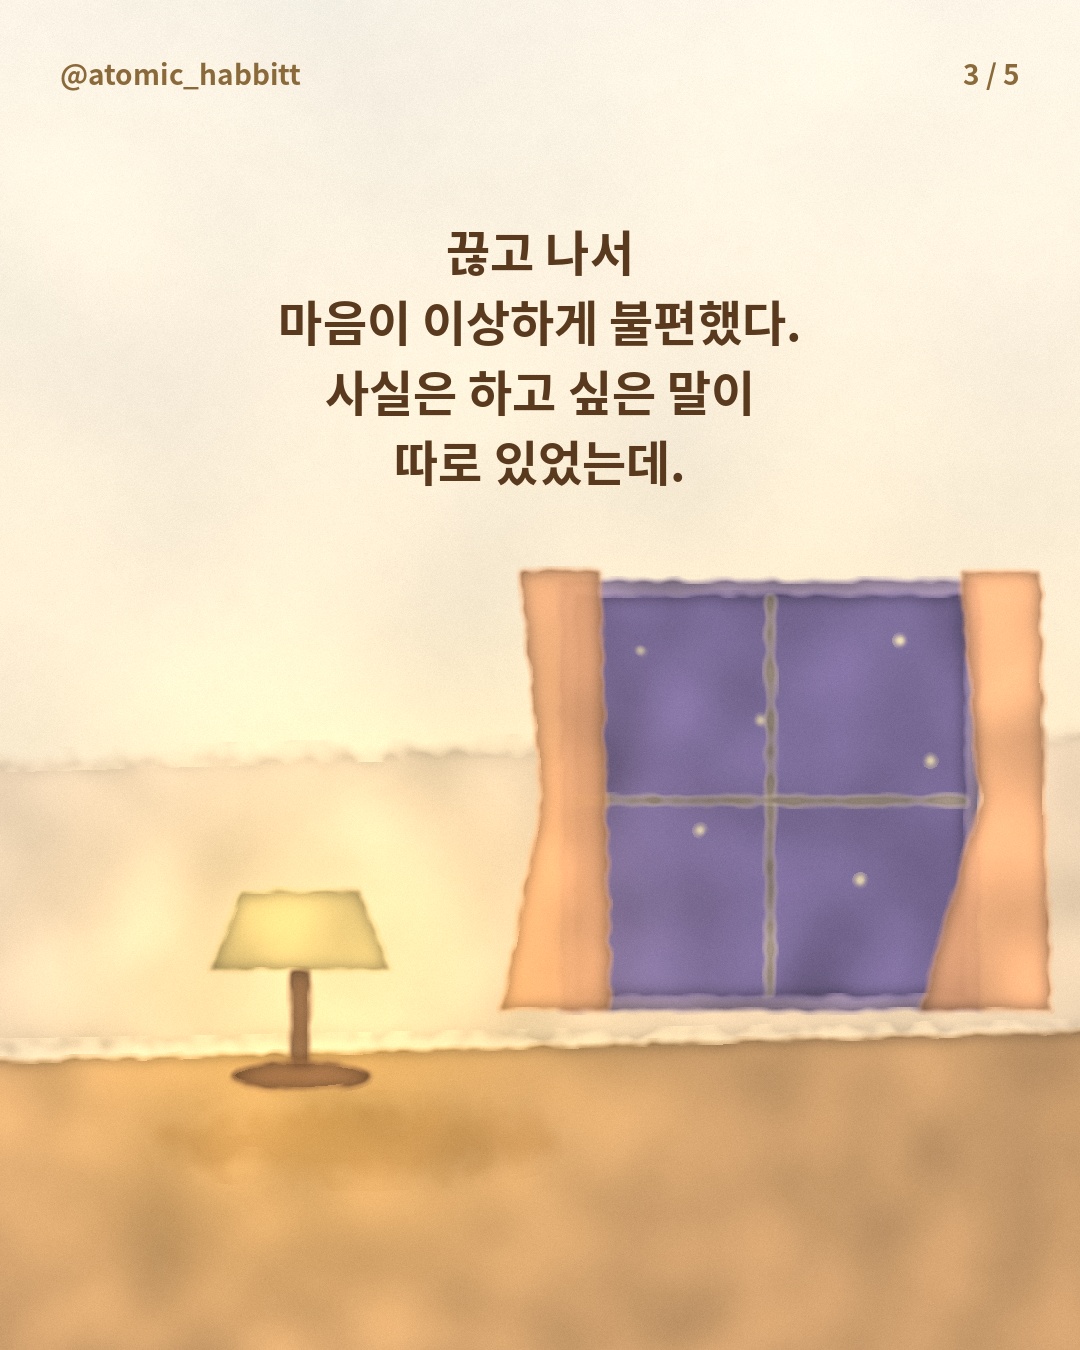 @atomic_habbitt
3 / 5
끊고 나서
마음이 이상하게 불편했다.
사실은 하고 싶은 말이
따로 있었는데.